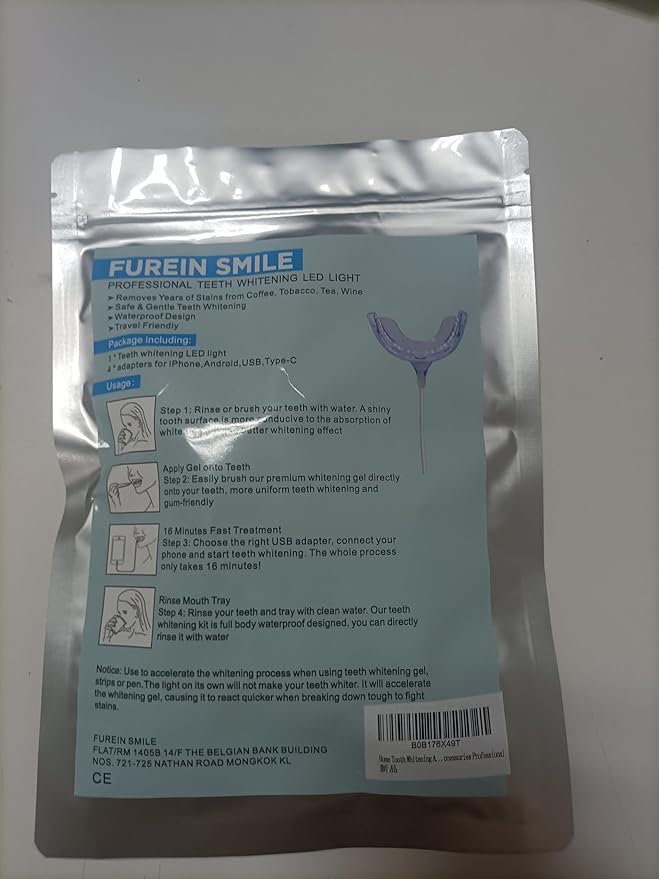 FUREIN SMILE
PROFESSIONAL TEETH WHITENING LED LIGHT
➤ Removes Years of Stains from Coffee, Tobacco, Tea, Wine
➤ Safe & Gentle Teeth Whitening
➤ Waterproof Design
➤ Travel Friendly
Package including:
1 * Teeth whitening LED light
4 * adapters for iPhone,Android,USB,Type-C
Usage:
Step 1: Rinse or brush your teeth with water. A shiny
tooth surface is more conducive to the absorption of
whitening effect
Apply Gel onto Teeth
Step 2: Easily brush our premium whitening gel directly
onto your teeth, more uniform teeth whitening and
gum-friendly
16 Minutes Fast Treatment
Step 3: Choose the right USB adapter, connect your
phone and start teeth whitening. The whole process
only takes 16 minutes!
Rinse Mouth Tray
Step 4: Rinse your teeth and tray with clean water. Our teeth
whitening kit is full body waterproof designed, you can directly
rinse it with water
Notice: Use to accelerate the whitening process when using teeth whitening gel,
strips or pen.The light on its own will not make your teeth whiter. It will accelerate
the whitening gel, causing it to react quicker when breaking down tough to fight
stains.
FUREIN SMILE
FLAT/RM 1405B 14/F THE BELGIAN BANK BUILDING
NOS. 721-725 NATHAN ROAD MONGKOK KL
CE
B0B176X49T
Home Tooth Whitening A...cessories Professional
新品